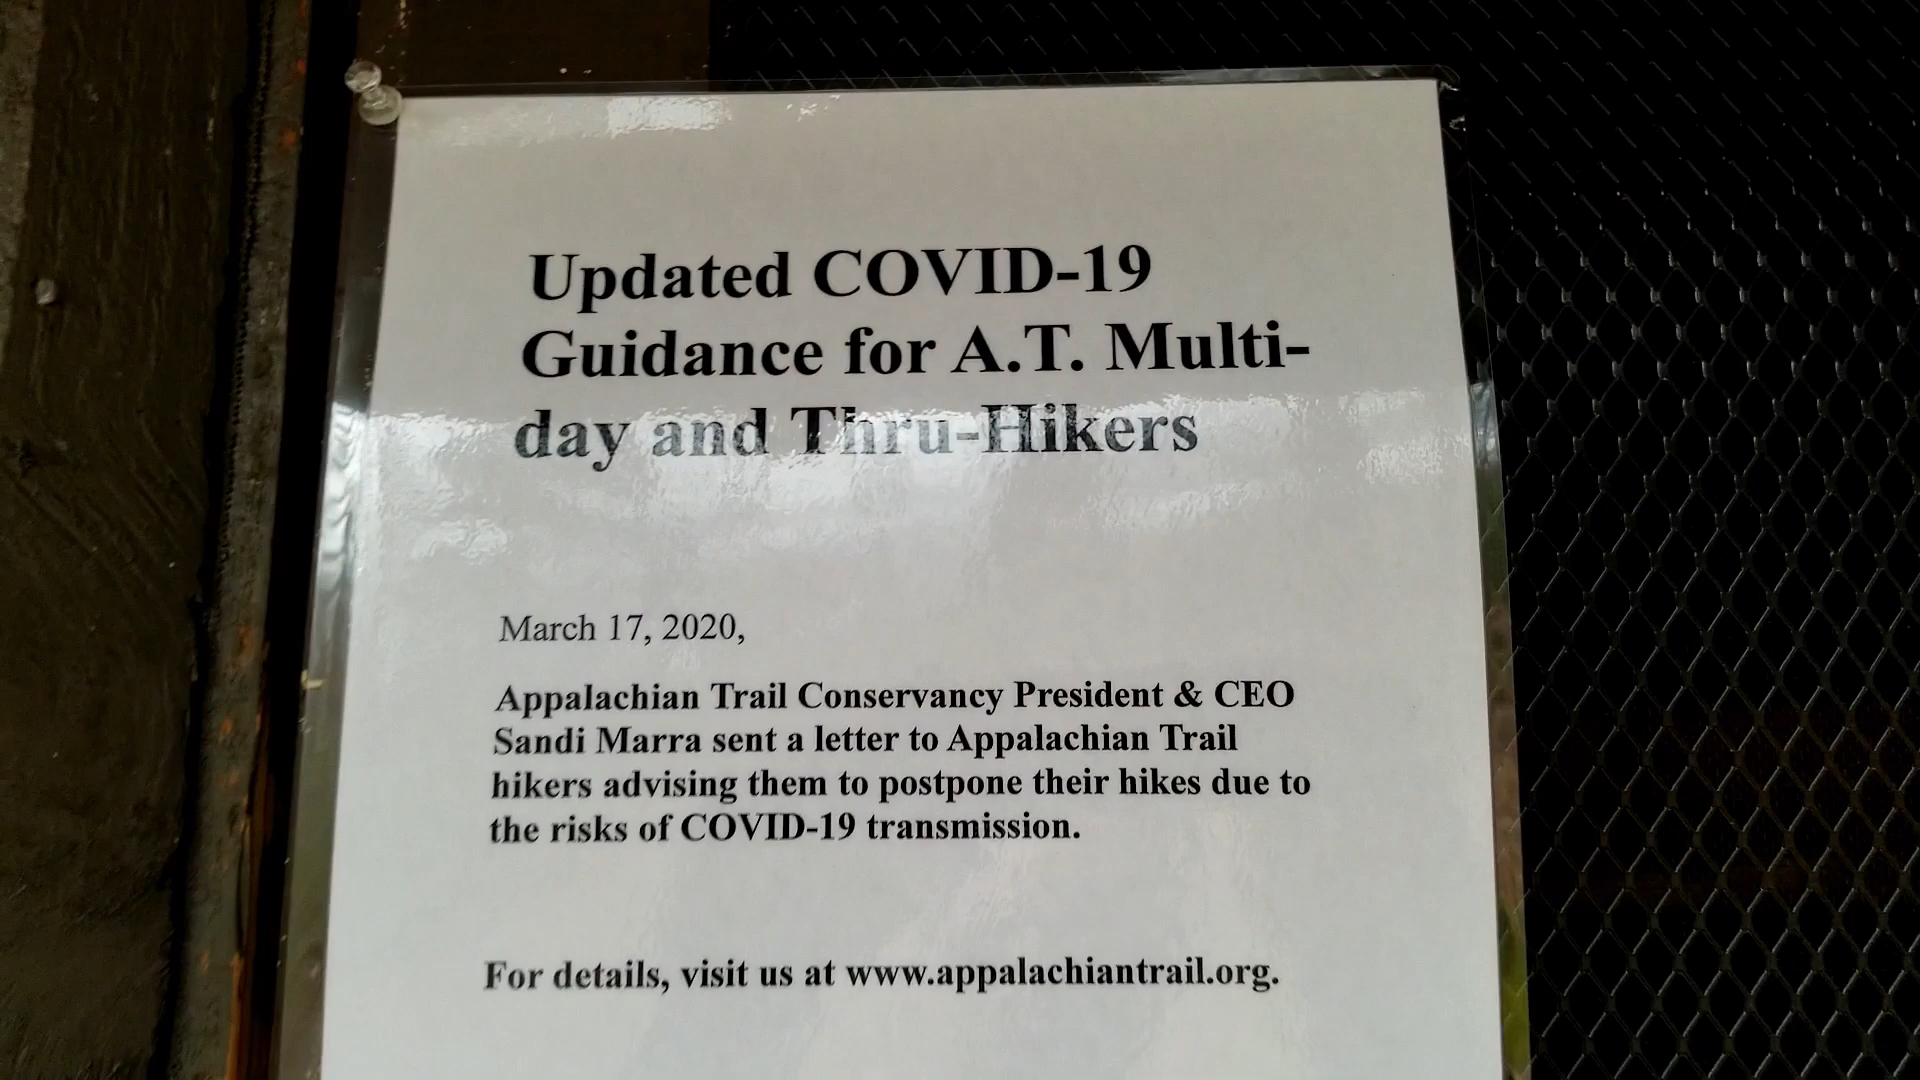 Updated COVID-19
Guidance for A.T. Multi-
day and Thru-Hikers
March 17, 2020,
Appalachian Trail Conservancy President & CEO
Sandi Marra sent a letter to Appalachian Trail
hikers advising them to postpone their hikes due to
the risks of COVID-19 transmission.
For details, visit us at www.appalachiantrail.org.